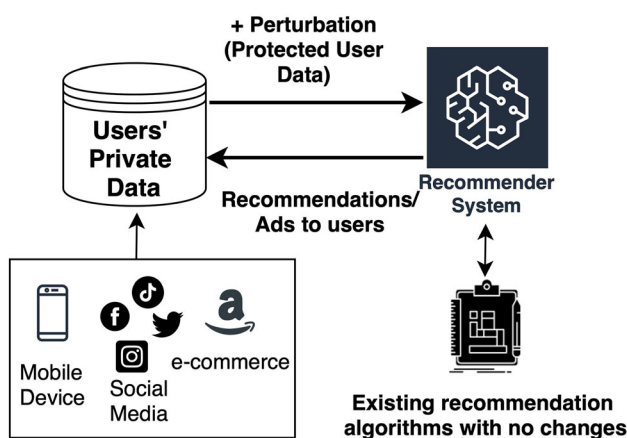 + Perturbation
(Protected User
Data)
Users'
Private
Data
Recommendations/
Ads to users
Recommender
System
Mobile
Device
Social
Media
e-commerce
Existing recommendation
algorithms with no changes